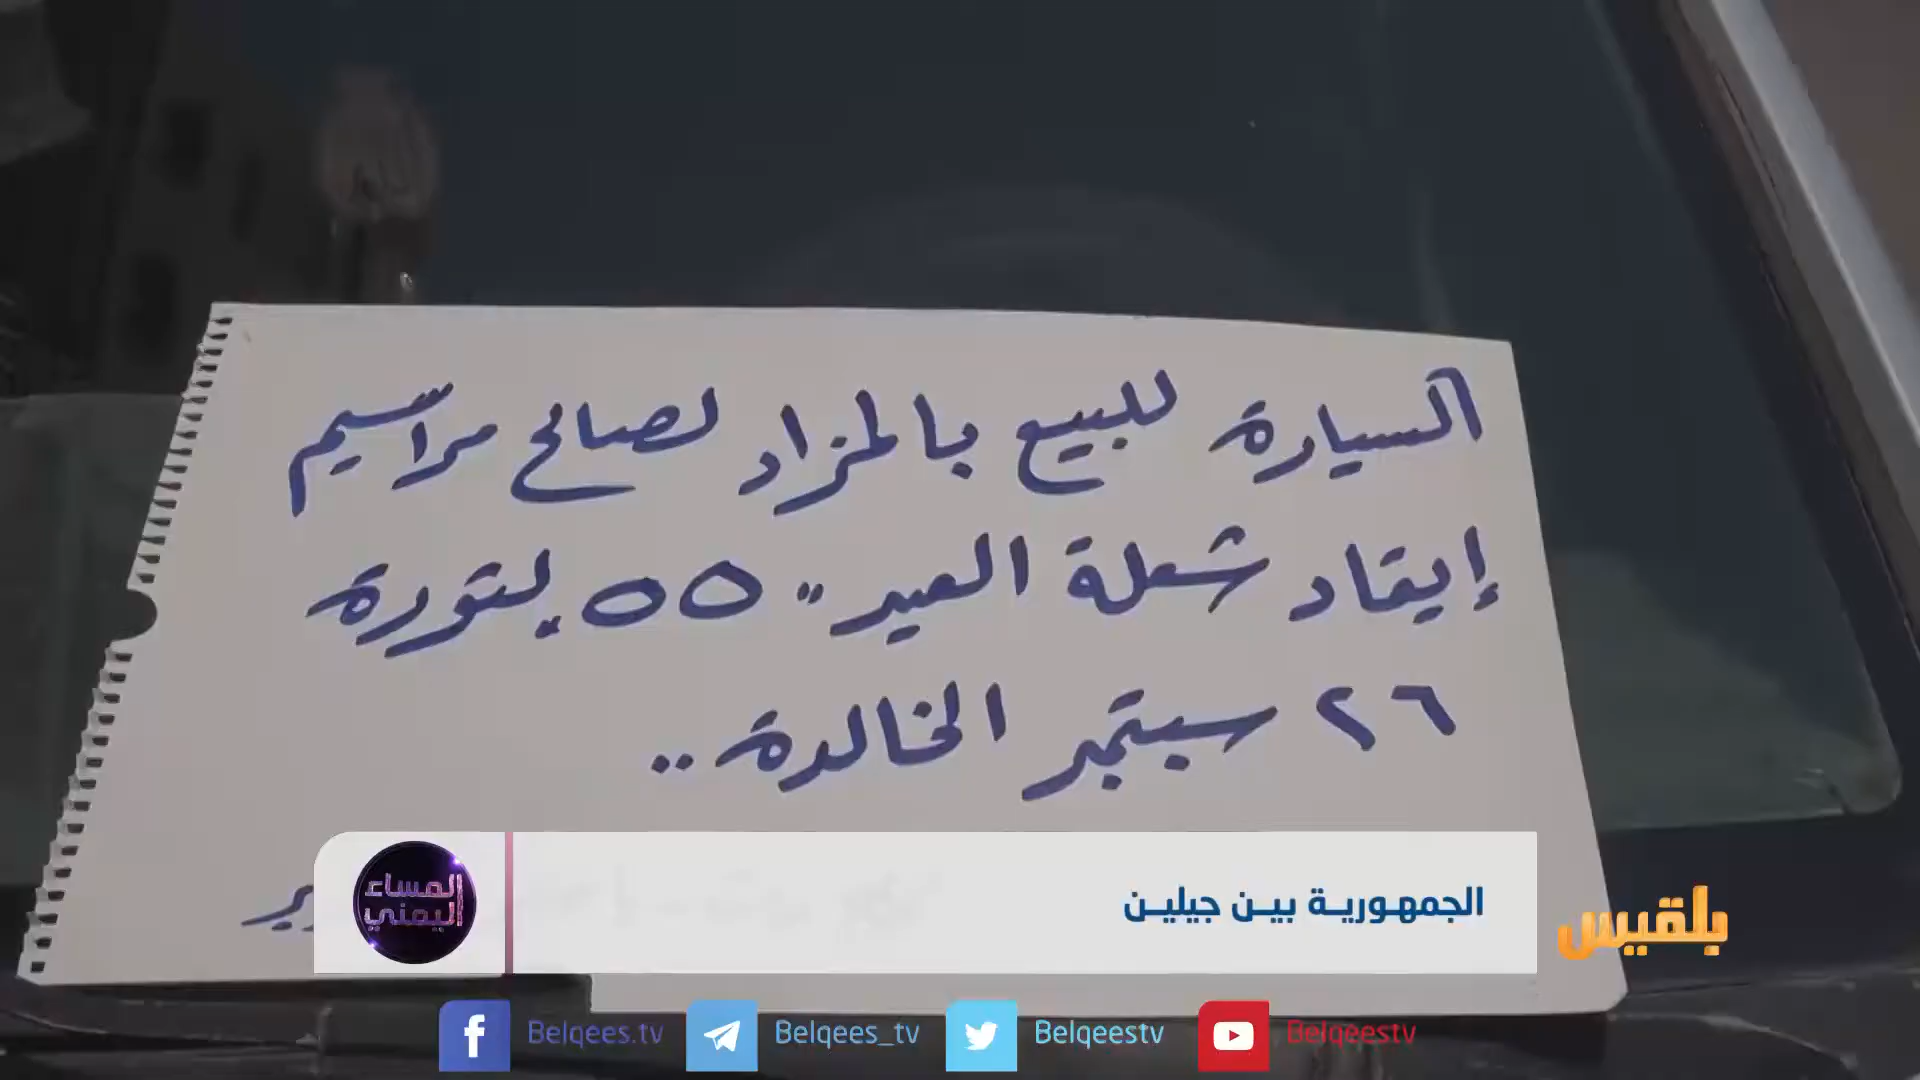 السيارة للبيع بالمزاد لصالح مراسيم
إيقاد شعلة العيد "٥٥" لثورة
٢٦ سبتمبر الخالدة..
المساء اليمني
الجمهورية بين جيلين
بلقيس
Belqees.tv
Belqees_tv
Belqeestv
Belqeestv